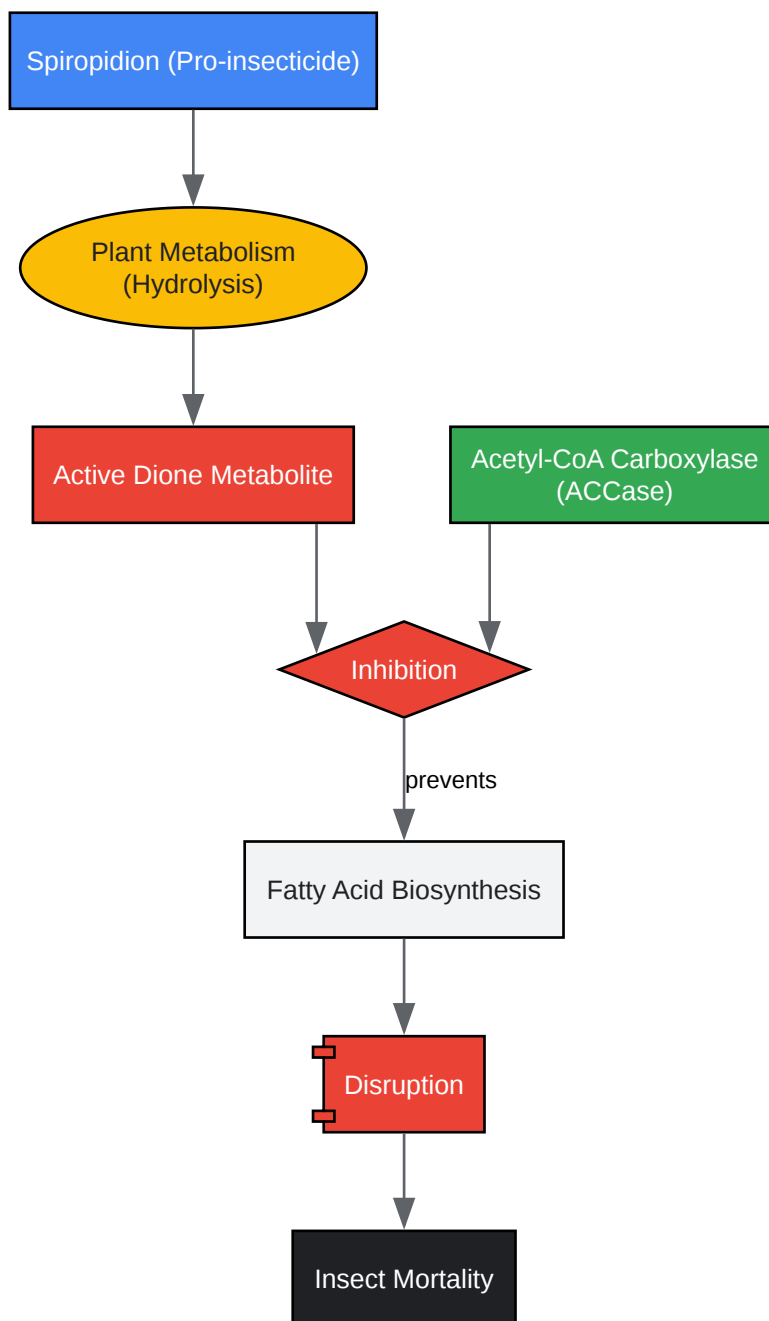 Spiropidion (Pro-insecticide)
Plant Metabolism
(Hydrolysis)
Active Dione Metabolite
Acetyl-CoA Carboxylase
(ACCase)
Inhibition
prevents
Fatty Acid Biosynthesis
Disruption
Insect Mortality